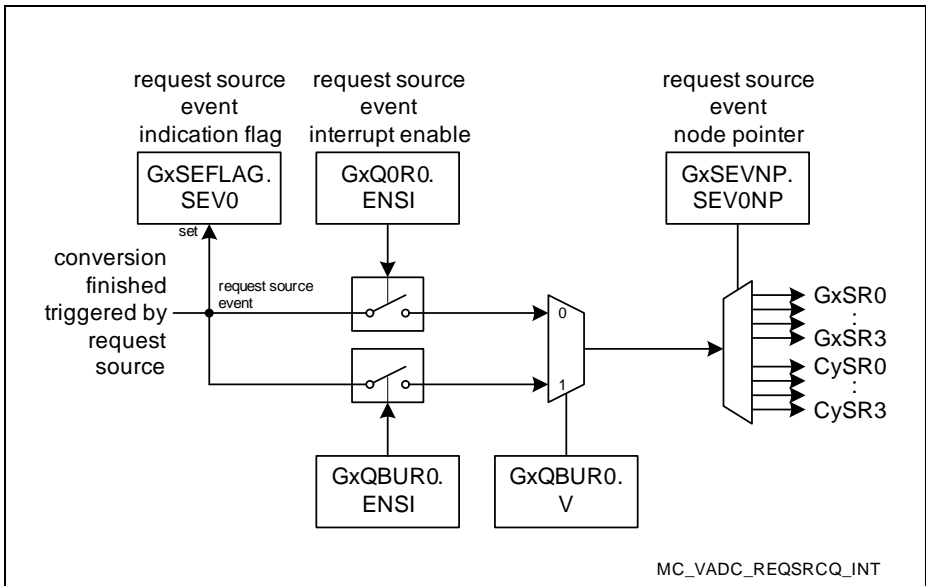 request source
event
indication flag
request source
event
interrupt enable
request source
event
node pointer
GxSEFLAG.
SEV0
GxQ0R0.
ENSI
GxSEVNP.
SEV0NP
set
conversion
finished
triggered by
request
source
request source
event
0
1
GxSR0
:
GxSR3
CySR0
:
CySR3
GxQBUR0.
ENSI
GxQBUR0.
V
MC_VADC_REQSRCQ_INT